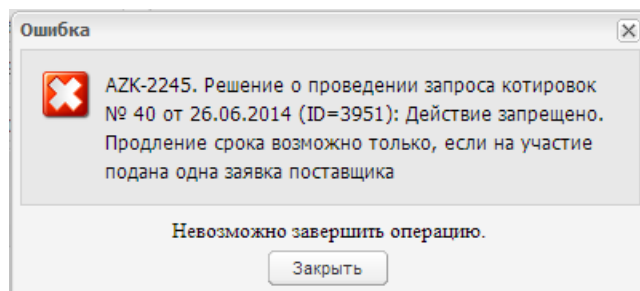 Ошибка
AZK-2245. Решение о проведении запроса котировок
№ 40 от 26.06.2014 (ID=3951): Действие запрещено.
Продление срока возможно только, если на участие
подана одна заявка поставщика
Невозможно завершить операцию.
Закрыть